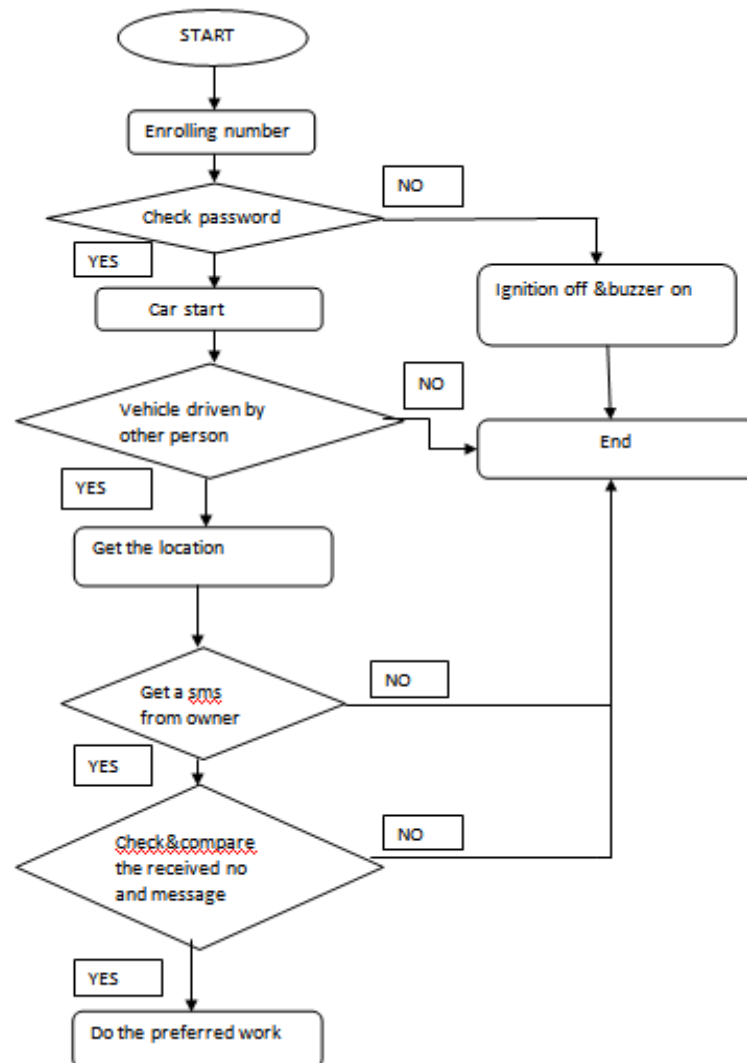 START
Enrolling number
NO
Check password
YES
Ignition off &buzzer on
Car start
NO
Vehicle driven by
other person
End
YES
Get the location
NO
Get a sms
from owner
YES
NO
Check&compare
the received no
and message
YES
Do the preferred work